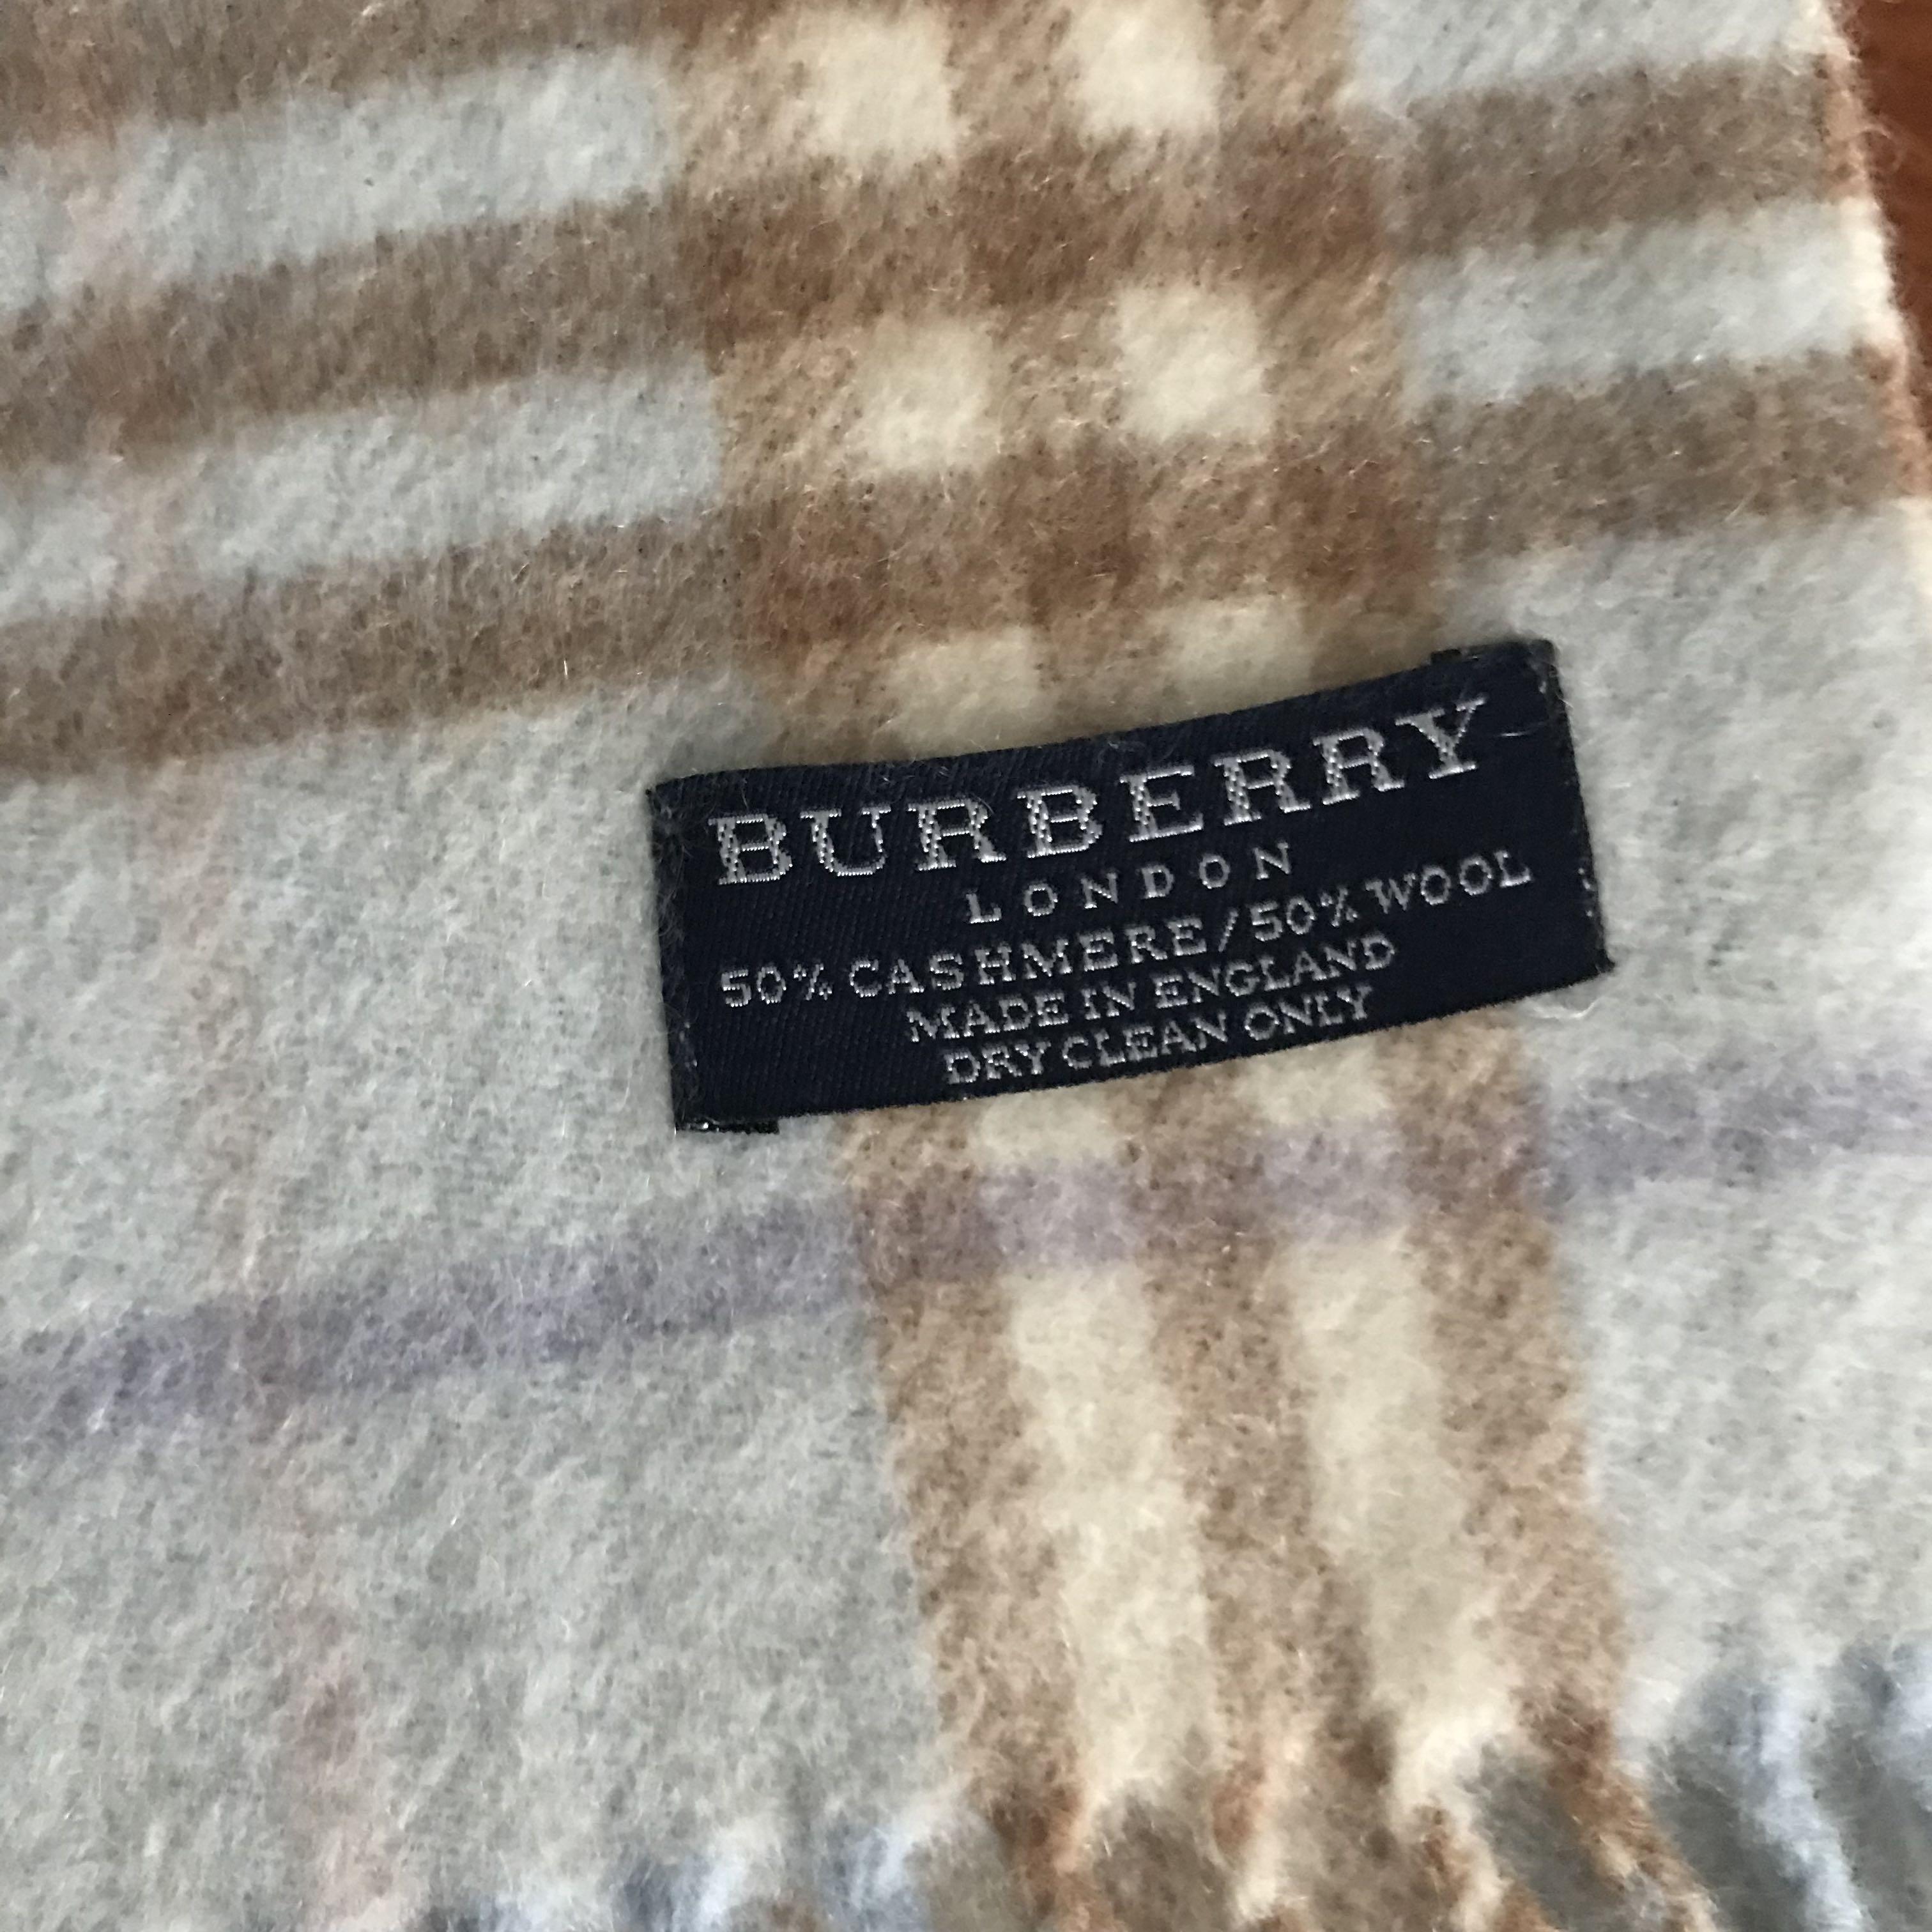 BURBERRY
LONDON
50% CASHMERE/50% WOOL
MADE IN ENGLAND
DRY CLEAN ONLY